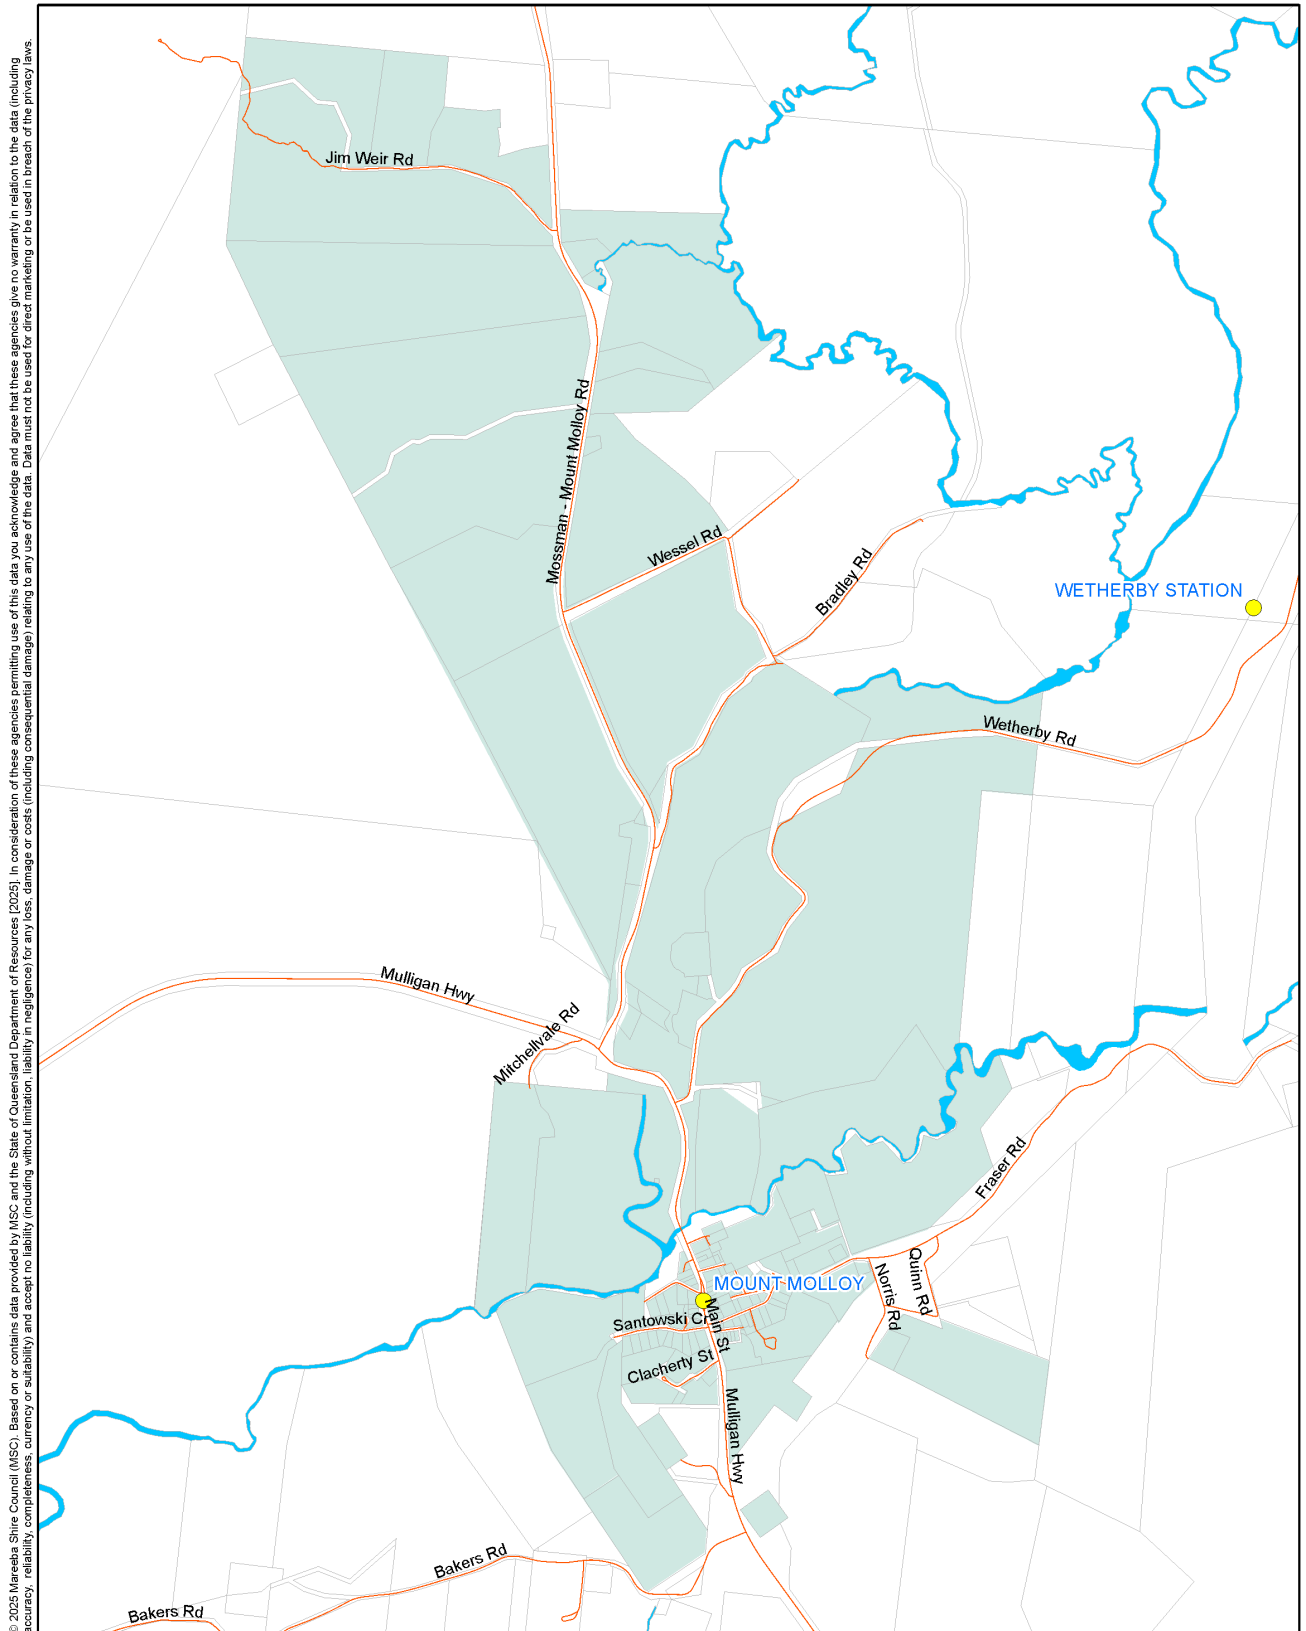 © 2025 Mareeba Shire Council (MSC). Based on or contains data provided by MSC and the State of Queensland Department of Resources [2025]. In consideration of these agencies permitting use of this data you acknowledge and agree that these agencies give no warranty in relation to the data (including
accuracy, reliability, completeness, currency or suitability) and accept no liability (including without limitation, liability in negligence) for any loss, damage or costs (including consequential damage) relating to any use of the data. Data must not be used for direct marketing or be used in breach of the privacy laws.
Jim Weir Rd
Mossman - Mount Molloy Rd
Wessel Rd
Bradley Rd
WETHERBY STATION
Wetherby Rd
Mulligan Hwy
Mitchellvale Rd
Fraser Rd
Quinn Rd
Norris Rd
MOUNT MOLLOY
Main St
Santowski Cr
Clacherty St
Mulligan Hwy
Bakers Rd
Bakers Rd